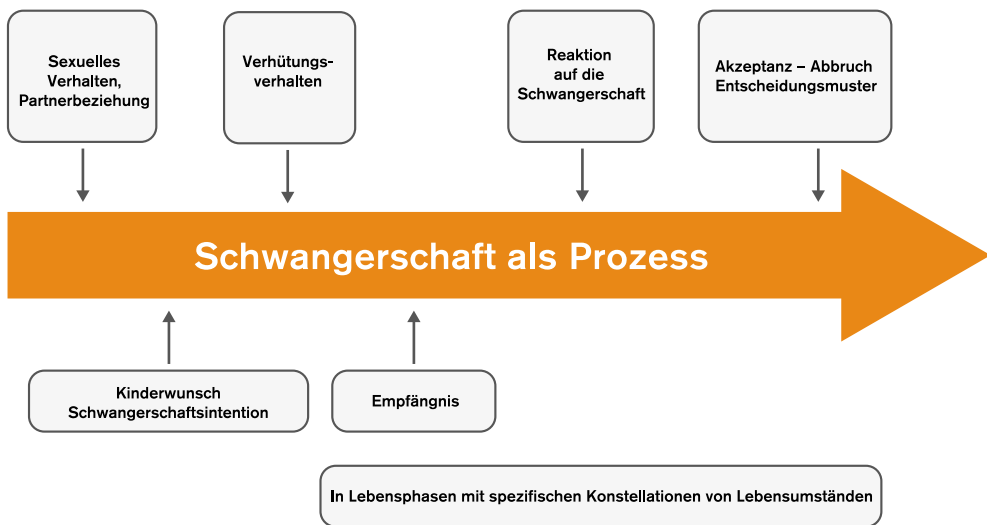 Sexuelles
Verhalten,
Partnerbeziehung
Verhütungs-
verhalten
Reaktion
auf die
Schwangerschaft
Akzeptanz – Abbruch
Entscheidungsmuster
Schwangerschaft als Prozess
Kinderwunsch
Schwangerschaftsintention
Empfängnis
In Lebensphasen mit spezifischen Konstellationen von Lebensumständen